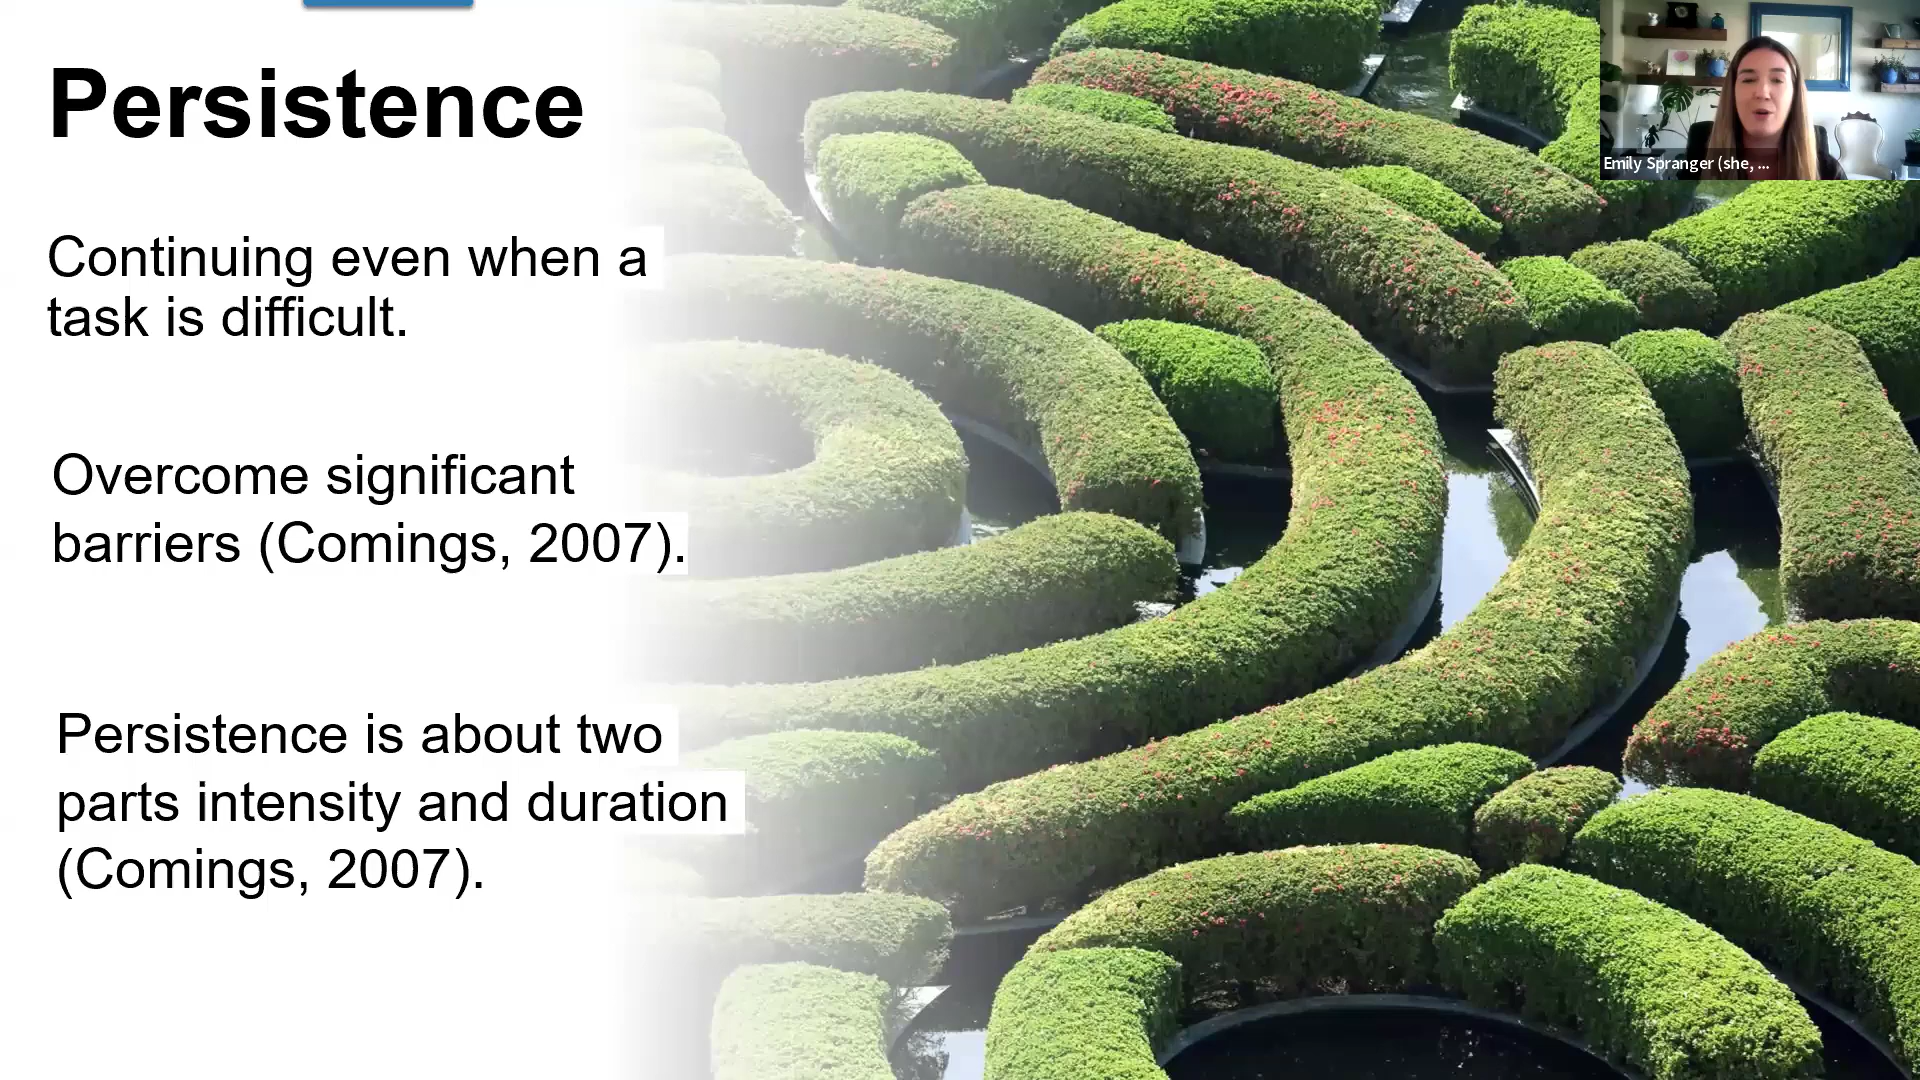 Persistence
Continuing even when a
task is difficult.
Overcome significant
barriers (Comings, 2007).
Persistence is about two
parts intensity and duration
(Comings, 2007).
Emily Spranger (she, ...